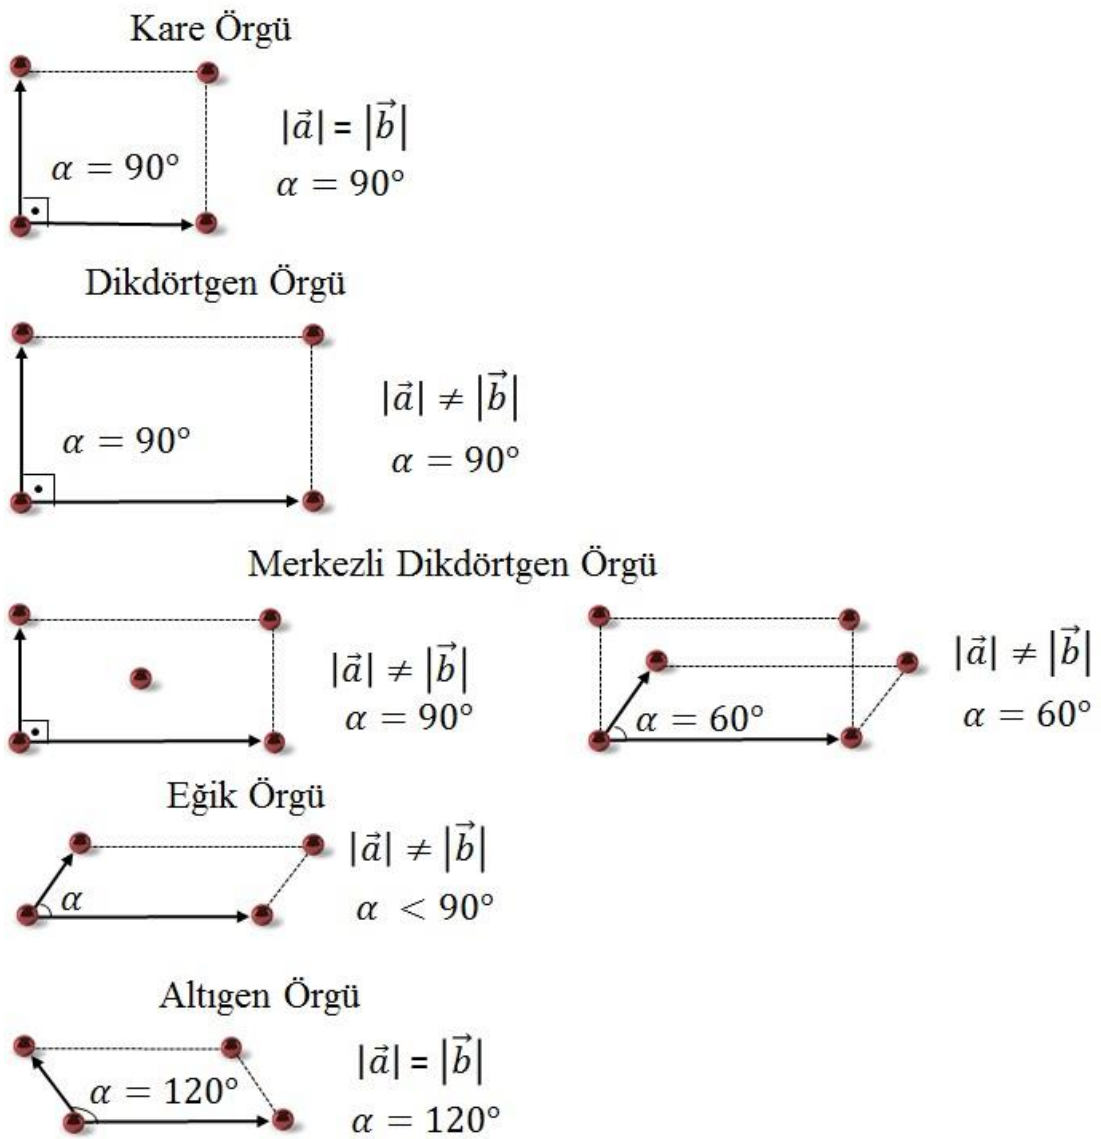 Kare Örgü
α = 90°
|a⃗| = |b⃗|
α = 90°
Dikdörtgen Örgü
α = 90°
|a⃗| ≠ |b⃗|
α = 90°
Merkezli Dikdörtgen Örgü
|a⃗| ≠ |b⃗|
α = 90°
α = 60°
|a⃗| ≠ |b⃗|
α = 60°
Eğik Örgü
α
|a⃗| ≠ |b⃗|
α < 90°
Altıgen Örgü
α = 120°
|a⃗| = |b⃗|
α = 120°